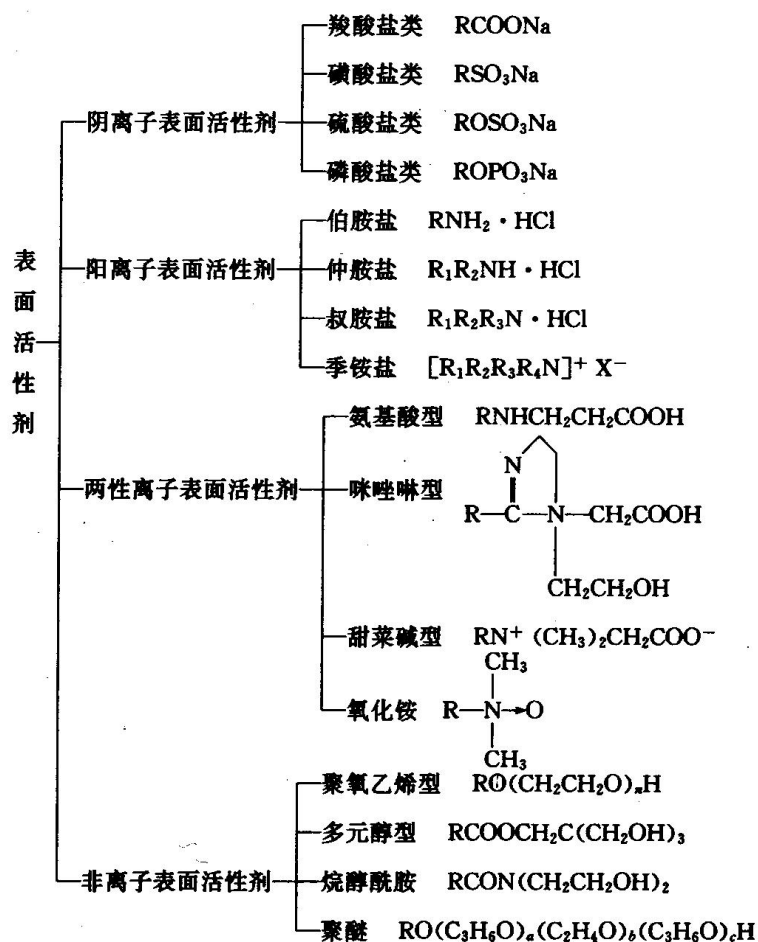 羧酸盐类 RCOONa
磺酸盐类 RSO₃Na
阴离子表面活性剂 硫酸盐类 ROSO₃Na
磷酸盐类 ROPO₃Na
伯胺盐 RNH₂·HCl
表面活性剂 阳离子表面活性剂 仲胺盐 R₁R₂NH·HCl
叔胺盐 R₁R₂R₃N·HCl
季铵盐 [R₁R₂R₃R₄N]⁺ X⁻
氨基酸型 RNHCH₂CH₂COOH
N
两性离子表面活性剂 咪唑啉型
R—C—N—CH₂COOH
CH₂CH₂OH
甜菜碱型 RN⁺(CH₃)₂CH₂COO⁻
CH₃
氧化铵 R—N→O
CH₃
聚氧乙烯型 RO(CH₂CH₂O)ₙH
多元醇型 RCOOCH₂C(CH₂OH)₃
非离子表面活性剂 烷醇酰胺 RCON(CH₂CH₂OH)₂
聚醚 RO(C₃H₆O)a(C₂H₄O)b(C₃H₆O)cH